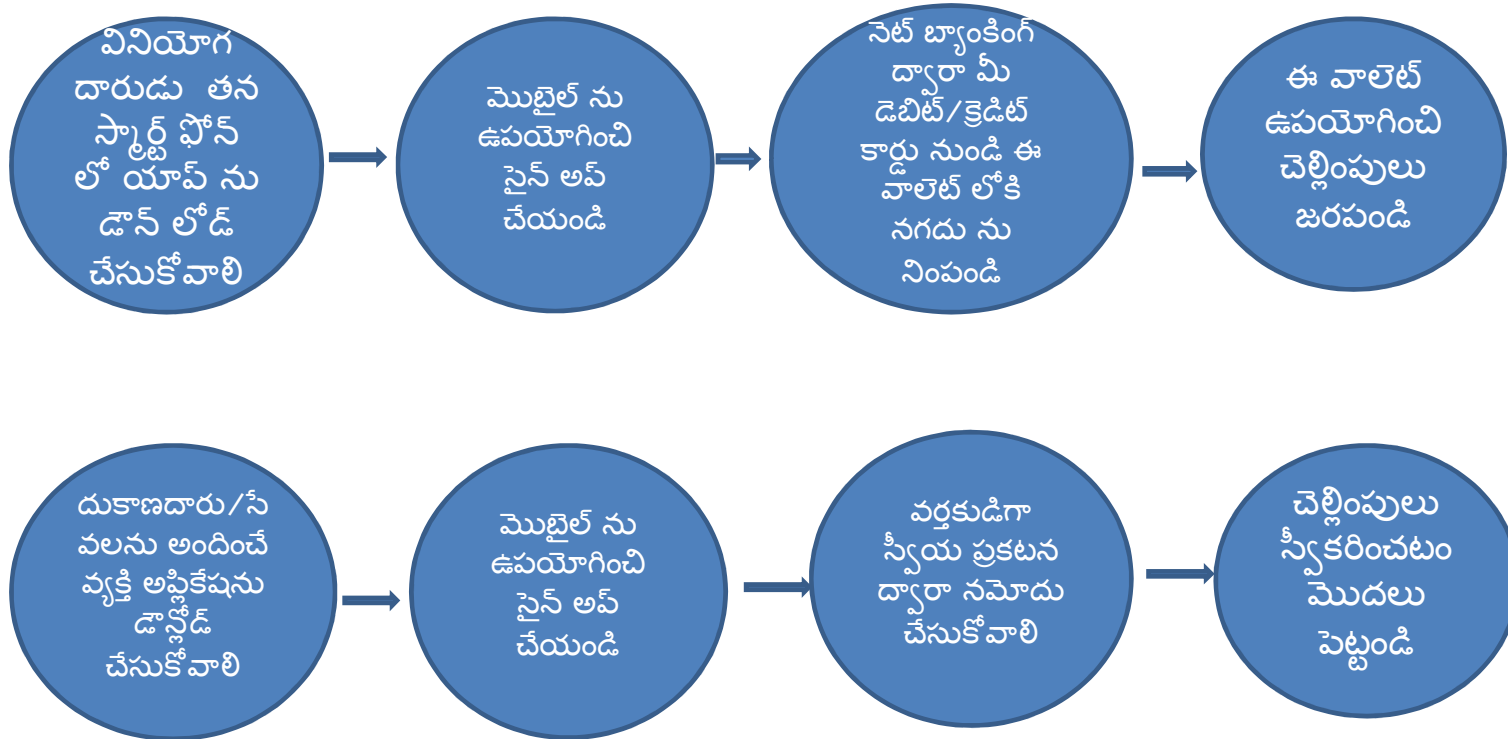 వినియోగ
దారుడు తన
స్మార్ట్ ఫోన్
లో యాప్ ను
డౌన్ లోడ్
చేసుకోవాలి
మొబైల్ ను
ఉపయోగించి
సైన్ అప్
చేయండి
నెట్ బ్యాంకింగ్
ద్వారా మీ
డెబిట్/క్రెడిట్
కార్డు నుండి ఈ
వాలెట్ లోకి
నగదు ను
నింపండి
ఈ వాలెట్
ఉపయోగించి
చెల్లింపులు
జరపండి
దుకాణదారు/సే
వలను అందించే
వ్యక్తి అప్లికేషను
డౌన్లోడ్
చేసుకోవాలి
మొబైల్ ను
ఉపయోగించి
సైన్ అప్
చేయండి
వర్తకుడిగా
స్వీయ ప్రకటన
ద్వారా నమోదు
చేసుకోవాలి
చెల్లింపులు
స్వీకరించటం
మొదలు
పెట్టండి